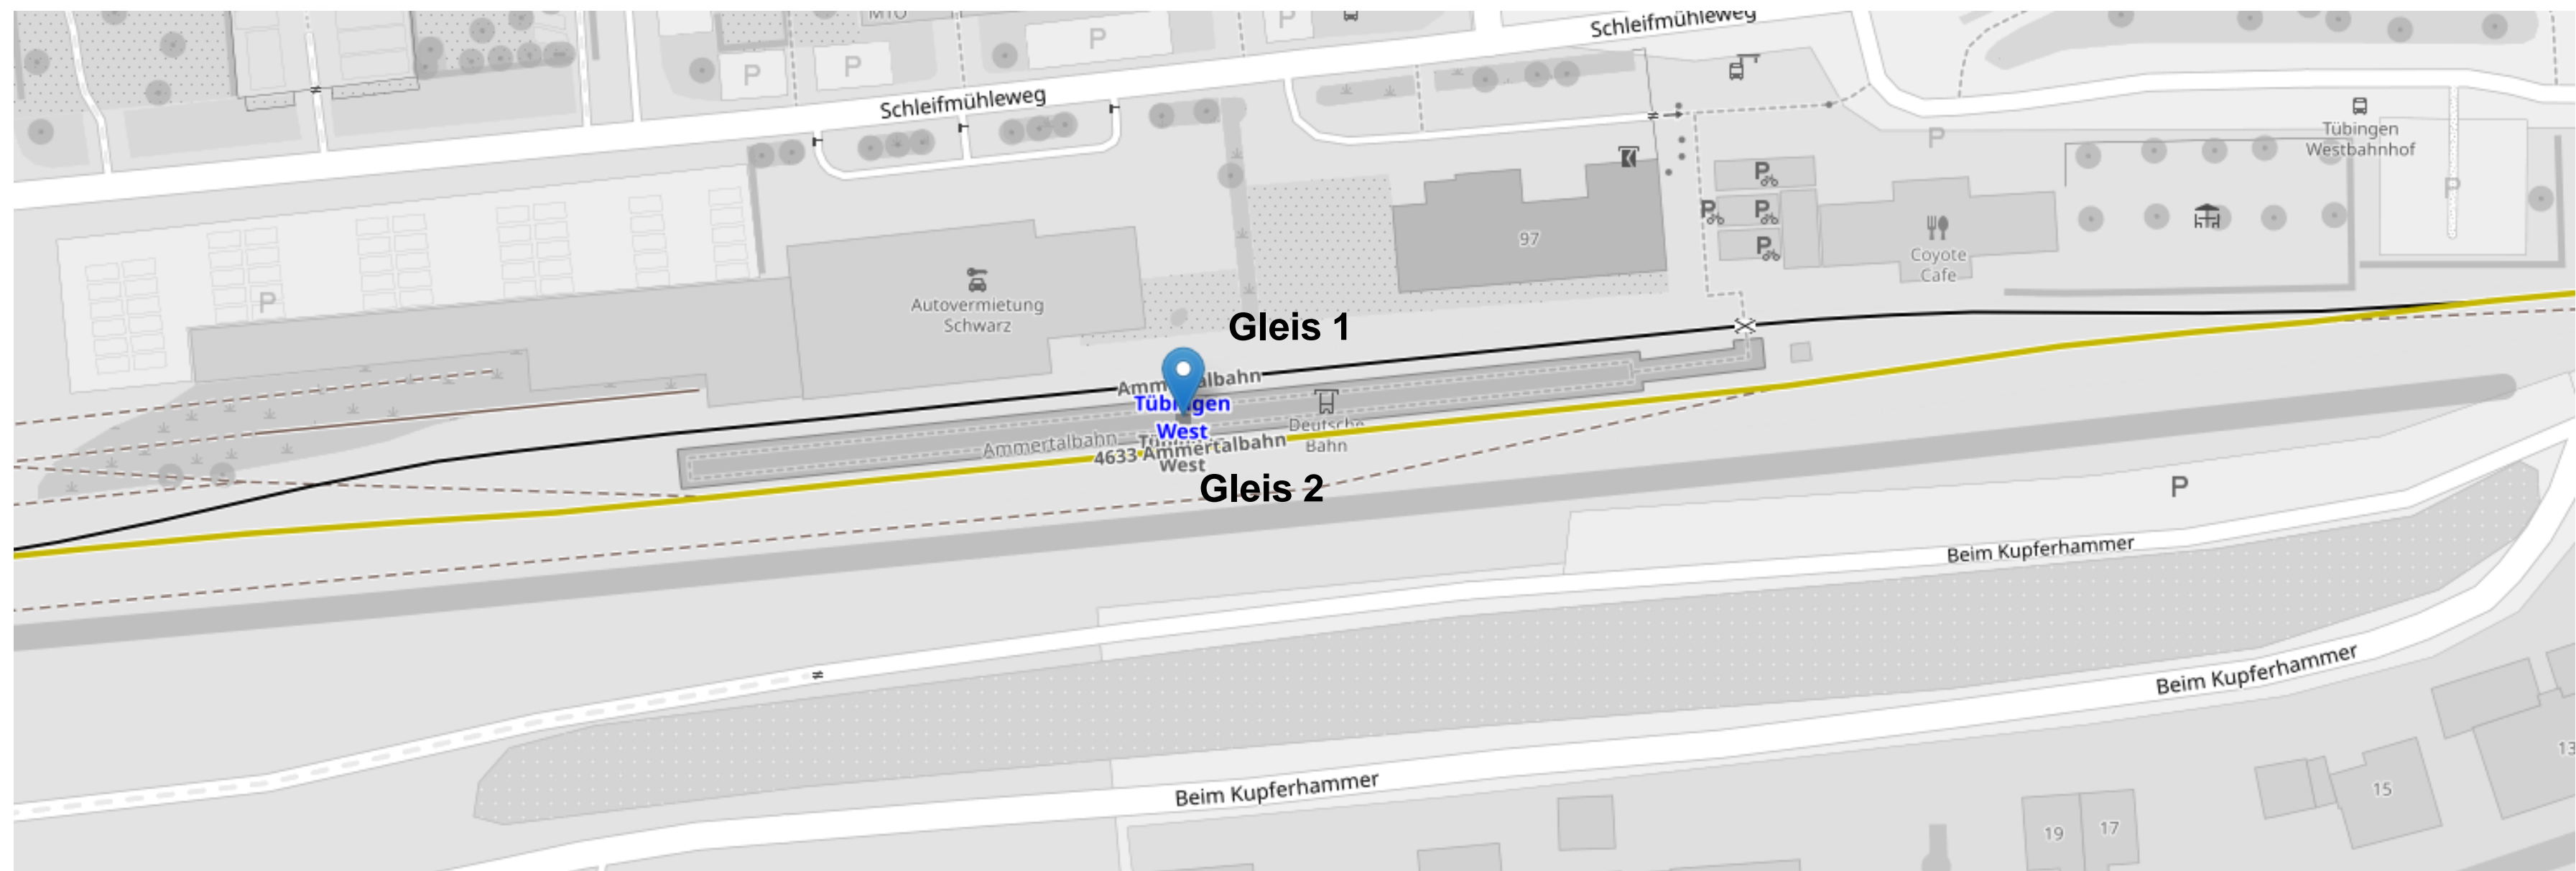 Schleifmühleweg
P
P
P
P
Schleifmühleweg
P
Tübingen
Westbahnhof
P
P
P
P
P
97
Coyote
Cafe
P
Autovermietung
Schwarz
Gleis 1
Ammertalbahn
Tübingen
West
Deutsche
Bahn
Ammertalbahn
4633 Ammertalbahn
West
Gleis 2
P
Beim Kupferhammer
Beim Kupferhammer
Beim Kupferhammer
15
19
17